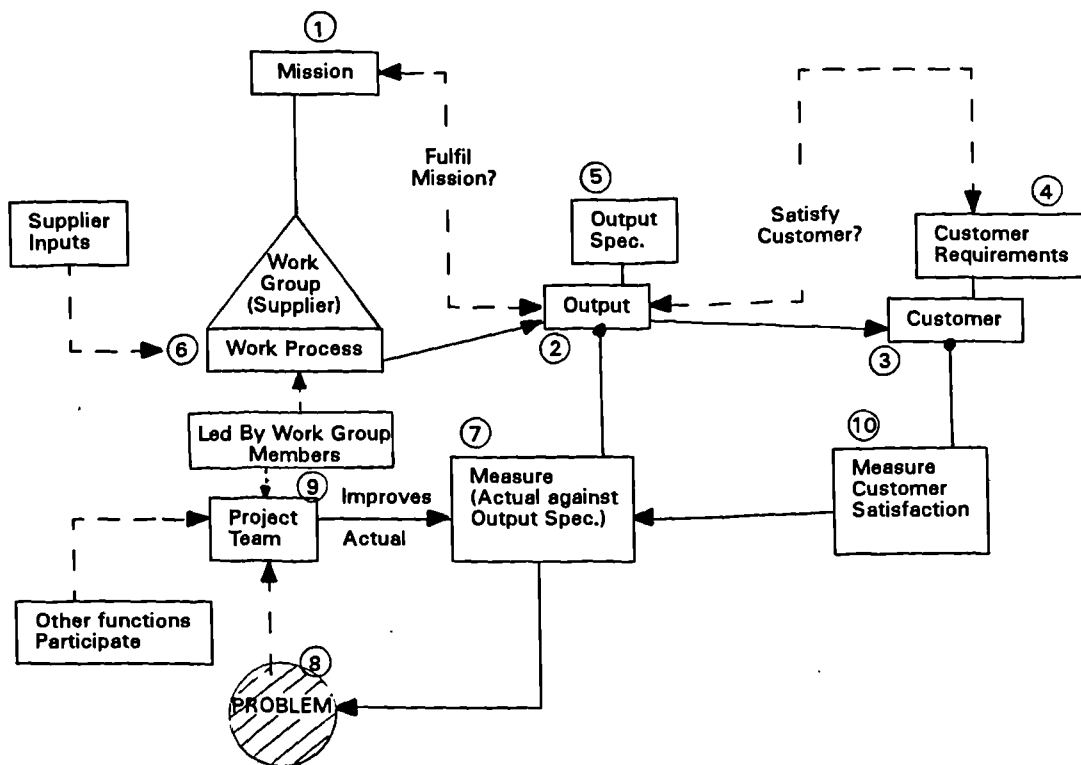 1
Mission
Fulfil
Mission?
5
Output
Spec.
Satisfy
Customer?
4
Customer
Requirements
Supplier
Inputs
Work
Group
(Supplier)
Output
Customer
6
Work Process
2
3
Led By Work Group
Members
7
Measure
(Actual against
Output Spec.)
10
Measure
Customer
Satisfaction
9
Project
Team
Improves
Actual
Other functions
Participate
8
PROBLEM